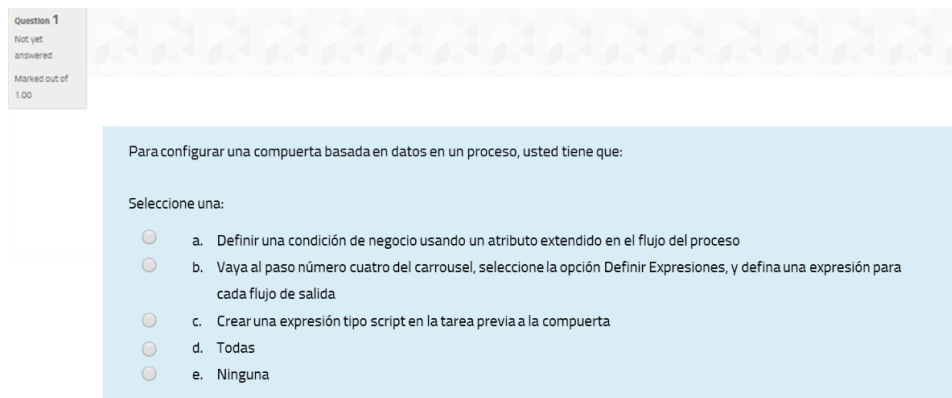 Question 1
Not yet
answered
Marked out of
1.00
Para configurar una compuerta basada en datos en un proceso, usted tiene que:
Seleccione una:
a. Definir una condición de negocio usando un atributo extendido en el flujo del proceso
b. Vaya al paso número cuatro del carrousel, seleccione la opción Definir Expresiones, y defina una expresión para
cada flujo de salida
c. Crear una expresión tipo script en la tarea previa a la compuerta
d. Todas
e. Ninguna